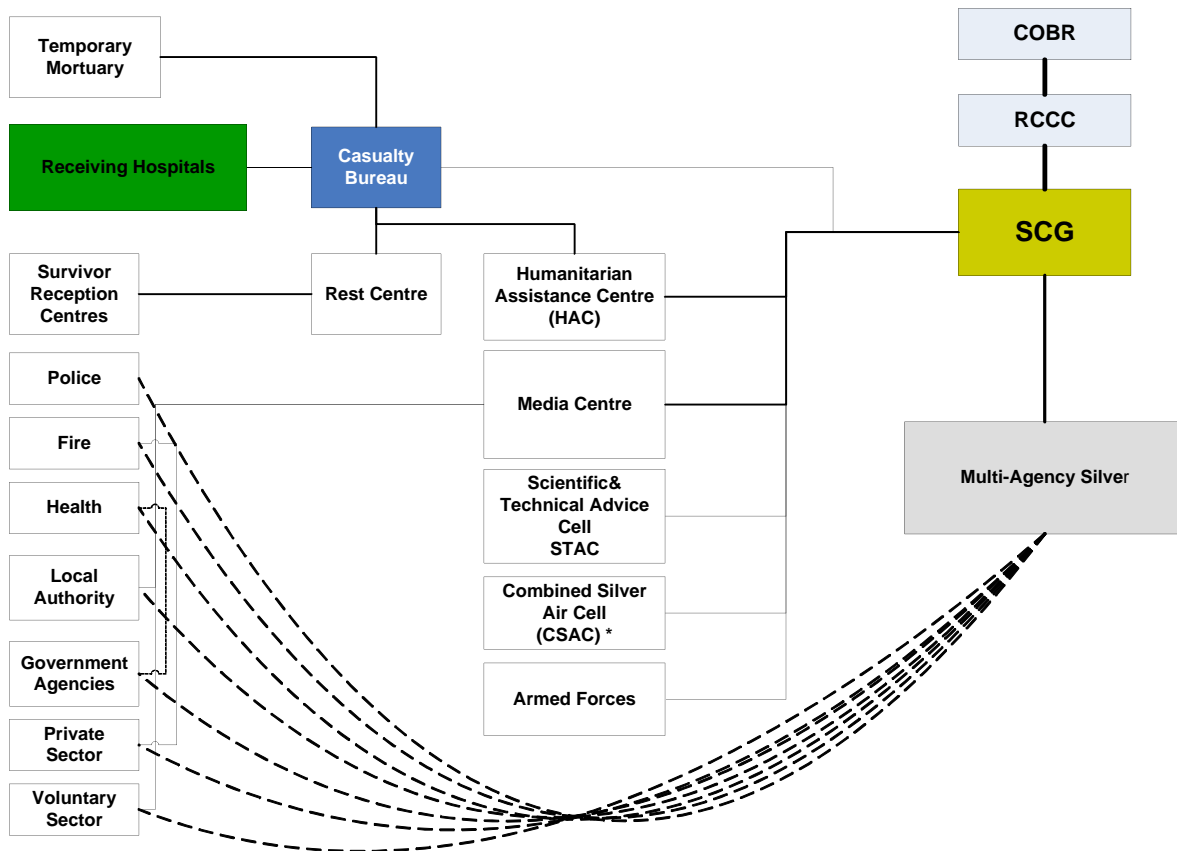 Temporary
Mortuary
COBR
RCCC
Receiving Hospitals
Casualty
Bureau
SCG
Survivor
Reception
Centres
Rest Centre
Humanitarian
Assistance Centre
(HAC)
Police
Media Centre
Fire
Multi-Agency Silver
Health
Scientific&
Technical Advice
Cell
STAC
Local
Authority
Combined Silver
Air Cell
(CSAC) *
Government
Agencies
Armed Forces
Private
Sector
Voluntary
Sector